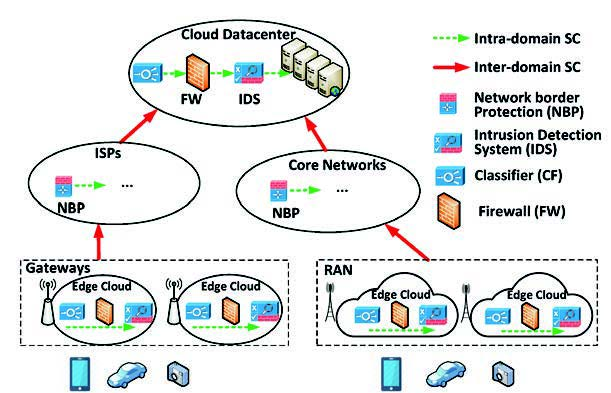 Cloud Datacenter
FW
IDS
Intra-domain SC
Inter-domain SC
Network border
Protection (NBP)
Intrusion Detection
System (IDS)
Classifier (CF)
Firewall (FW)
ISPs
NBP
...
Core Networks
NBP
...
Gateways
Edge Cloud
Edge Cloud
RAN
Edge Cloud
Edge Cloud